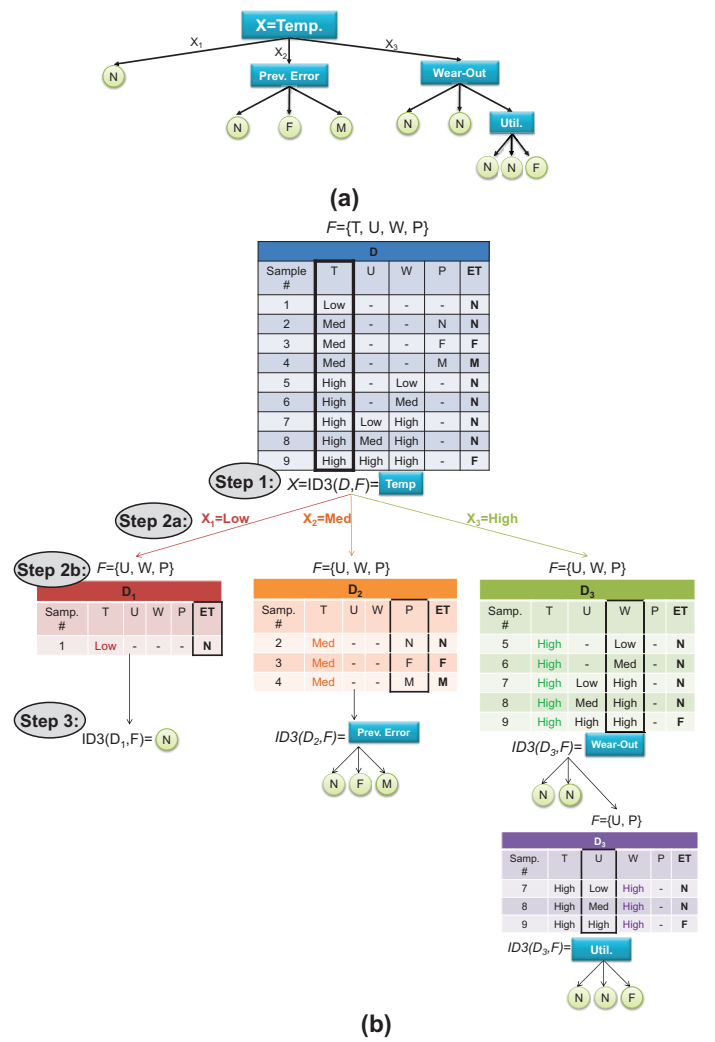 X=Temp.
X1
X2
X3
N
Prev. Error
Wear-Out
N F M
N N
Util.
N N F
(a)
F={T, U, W, P}
D
Sample # T U W P ET
1 Low - - - N
2 Med - - N N
3 Med - - F F
4 Med - - M M
5 High - Low - N
6 High - Med - N
7 High Low High - N
8 High Med High - N
9 High High High - F
Step 1:
X=ID3(D,F)= Temp
Step 2a:
X1=Low
X2=Med
X3=High
Step 2b:
F={U, W, P}
D1
Samp. # T U W P ET
1 Low - - - N
F={U, W, P}
D2
Samp. # T U W P ET
2 Med - - N N
3 Med - - F F
4 Med - - M M
F={U, W, P}
D3
Samp. # T U W P ET
5 High - Low - N
6 High - Med - N
7 High Low High - N
8 High Med High - N
9 High High High - F
Step 3:
ID3(D1,F)= N
ID3(D2,F)= Prev. Error
N F M
ID3(D3,F)= Wear-Out
N N
F={U, P}
D3
Samp. # T U W P ET
7 High Low High - N
8 High Med High - N
9 High High High - F
ID3(D3,F)= Util.
N N F
(b)